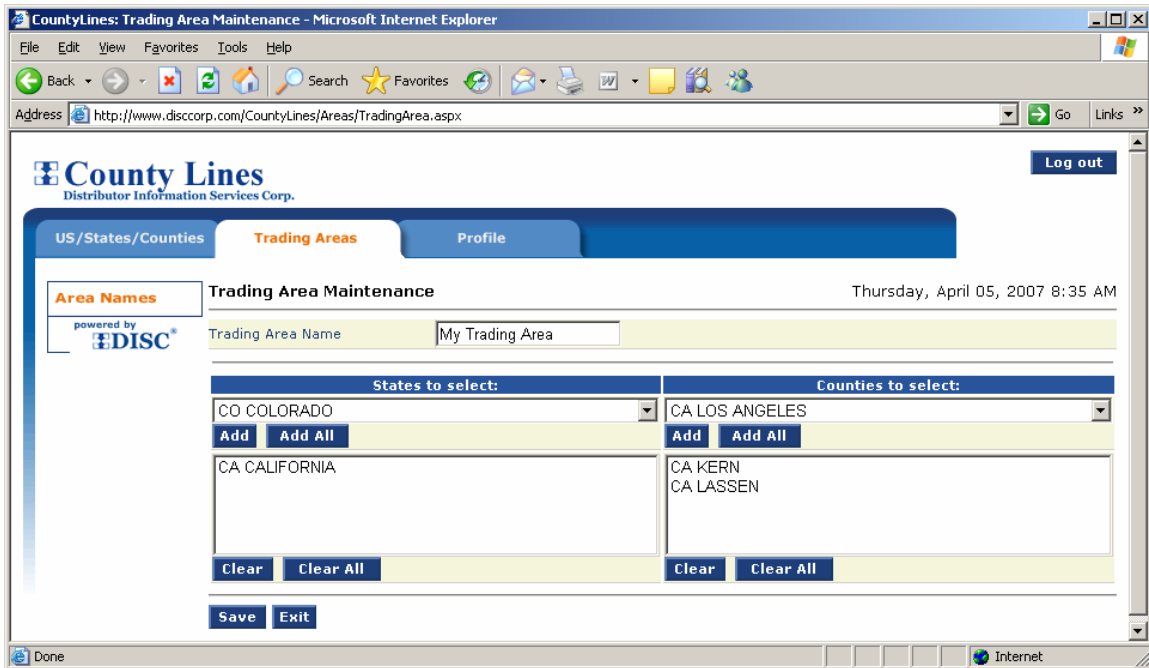 CountyLines: Trading Area Maintenance - Microsoft Internet Explorer
File Edit View Favorites Tools Help
Back Search Favorites
Address http://www.disccorp.com/CountyLines/Areas/TradingArea.aspx Go Links »
County Lines Log out
Distributor Information Services Corp.
US/States/Counties Trading Areas Profile
Area Names Trading Area Maintenance Thursday, April 05, 2007 8:35 AM
powered by
DISC®
Trading Area Name My Trading Area
States to select: Counties to select:
CO COLORADO CA LOS ANGELES
Add Add All Add Add All
CA CALIFORNIA CA KERN
CA LASSEN
Clear Clear All Clear Clear All
Save Exit
Done Internet